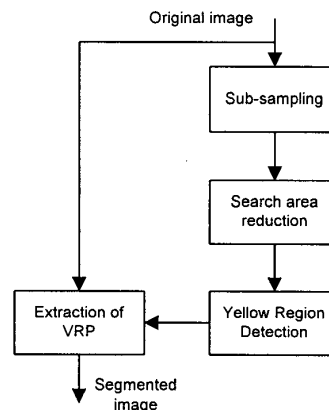 Original image
Sub-sampling
Search area
reduction
Extraction of
VRP
Yellow Region
Detection
Segmented
image